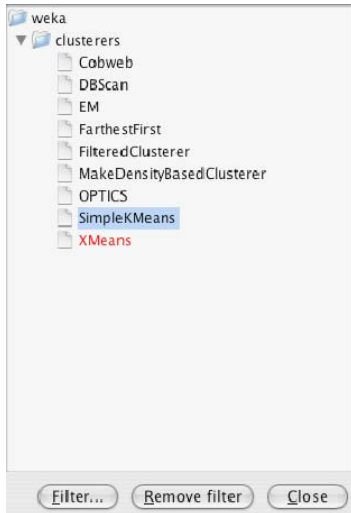 weka
clusterers
Cobweb
DBScan
EM
FarthestFirst
FilteredClusterer
MakeDensityBasedClusterer
OPTICS
SimpleKMeans
XMeans
Filter... Remove filter Close